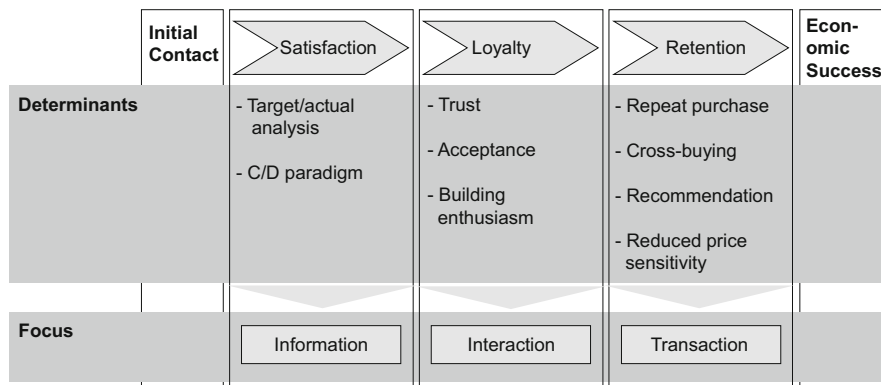 Initial
Contact
Satisfaction
Loyalty
Retention
Econ-
omic
Success
Determinants
- Target/actual
analysis
- C/D paradigm
- Trust
- Acceptance
- Building
enthusiasm
- Repeat purchase
- Cross-buying
- Recommendation
- Reduced price
sensitivity
Focus
Information
Interaction
Transaction